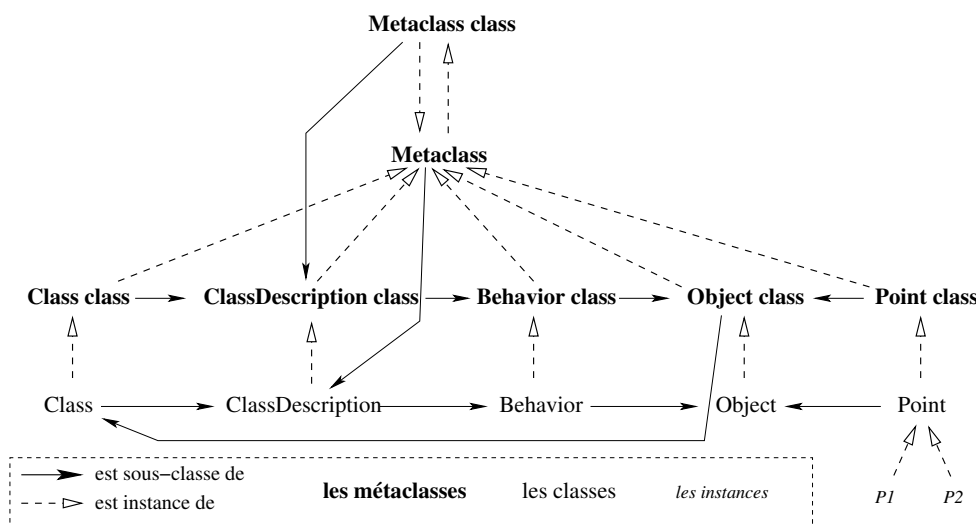 Metaclass class
Metaclass
Class class
ClassDescription class
Behavior class
Object class
Point class
Class
ClassDescription
Behavior
Object
Point
est sous−classe de
est instance de
les métaclasses
les classes
les instances
P1
P2